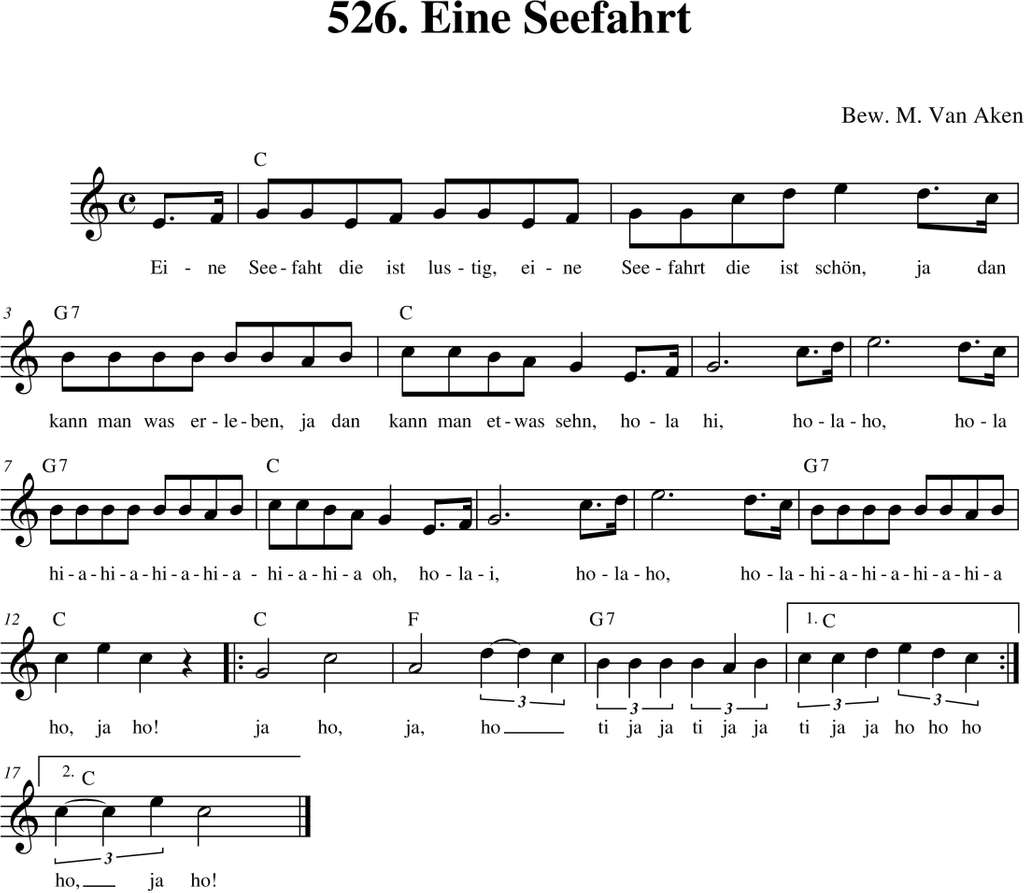 526. Eine Seefahrt
Bew. M. Van Aken
C
Ei - ne See - faht die ist lus - tig, ei - ne See - fahrt die ist schön, ja dan
3 G7 C
kann man was er - le - ben, ja dan kann man et - was sehn, ho - la hi, ho - la - ho, ho - la
7 G7 C G7
hi - a - hi - a - hi - a - hi - a - hi - a - hi - a oh, ho - la - i, ho - la - ho, ho - la - hi - a - hi - a - hi - a - hi - a
12 C C F G7 1. C
3 3 3 3 3
ho, ja ho! ja ho, ja, ho ti ja ja ti ja ja ti ja ja ho ho ho
17 2. C
3
ho, ja ho!